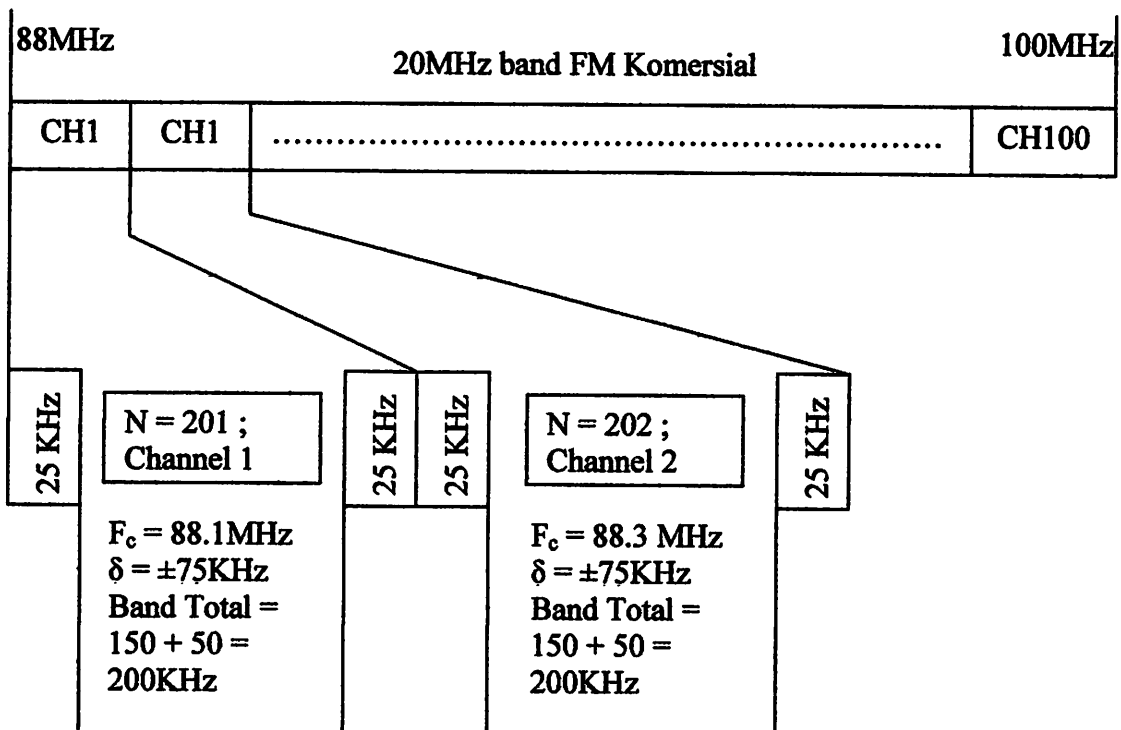 88MHz
20MHz band FM Komersial
100MHz
CH1
CH1
..................................................................
CH100
25 KHz
N = 201 ;
Channel 1
25 KHz
25 KHz
N = 202 ;
Channel 2
25 KHz
Fc = 88.1MHz
δ = ±75KHz
Band Total =
150 + 50 =
200KHz
Fc = 88.3 MHz
δ = ±75KHz
Band Total =
150 + 50 =
200KHz